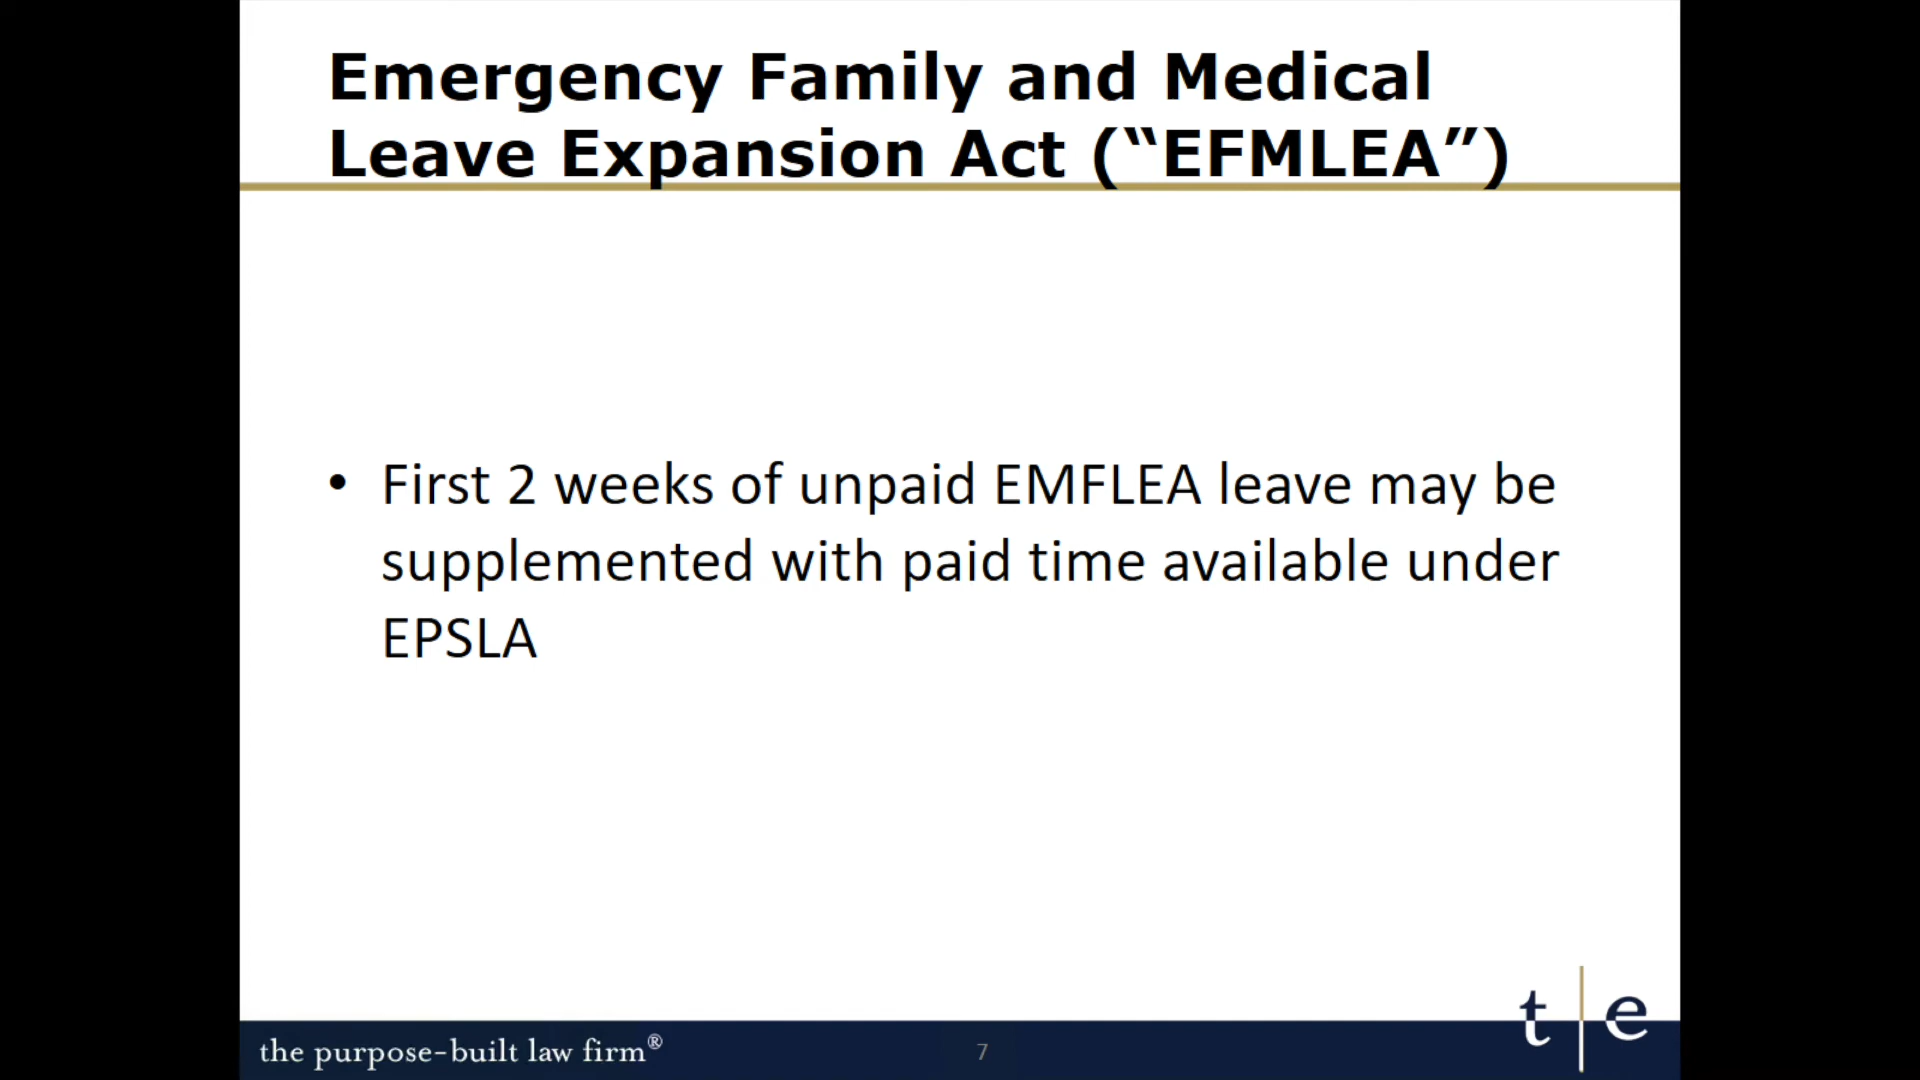 Emergency Family and Medical
Leave Expansion Act (“EFMLEA”)
• First 2 weeks of unpaid EMFLEA leave may be
supplemented with paid time available under
EPSLA
the purpose-built law firm®
7
t|e